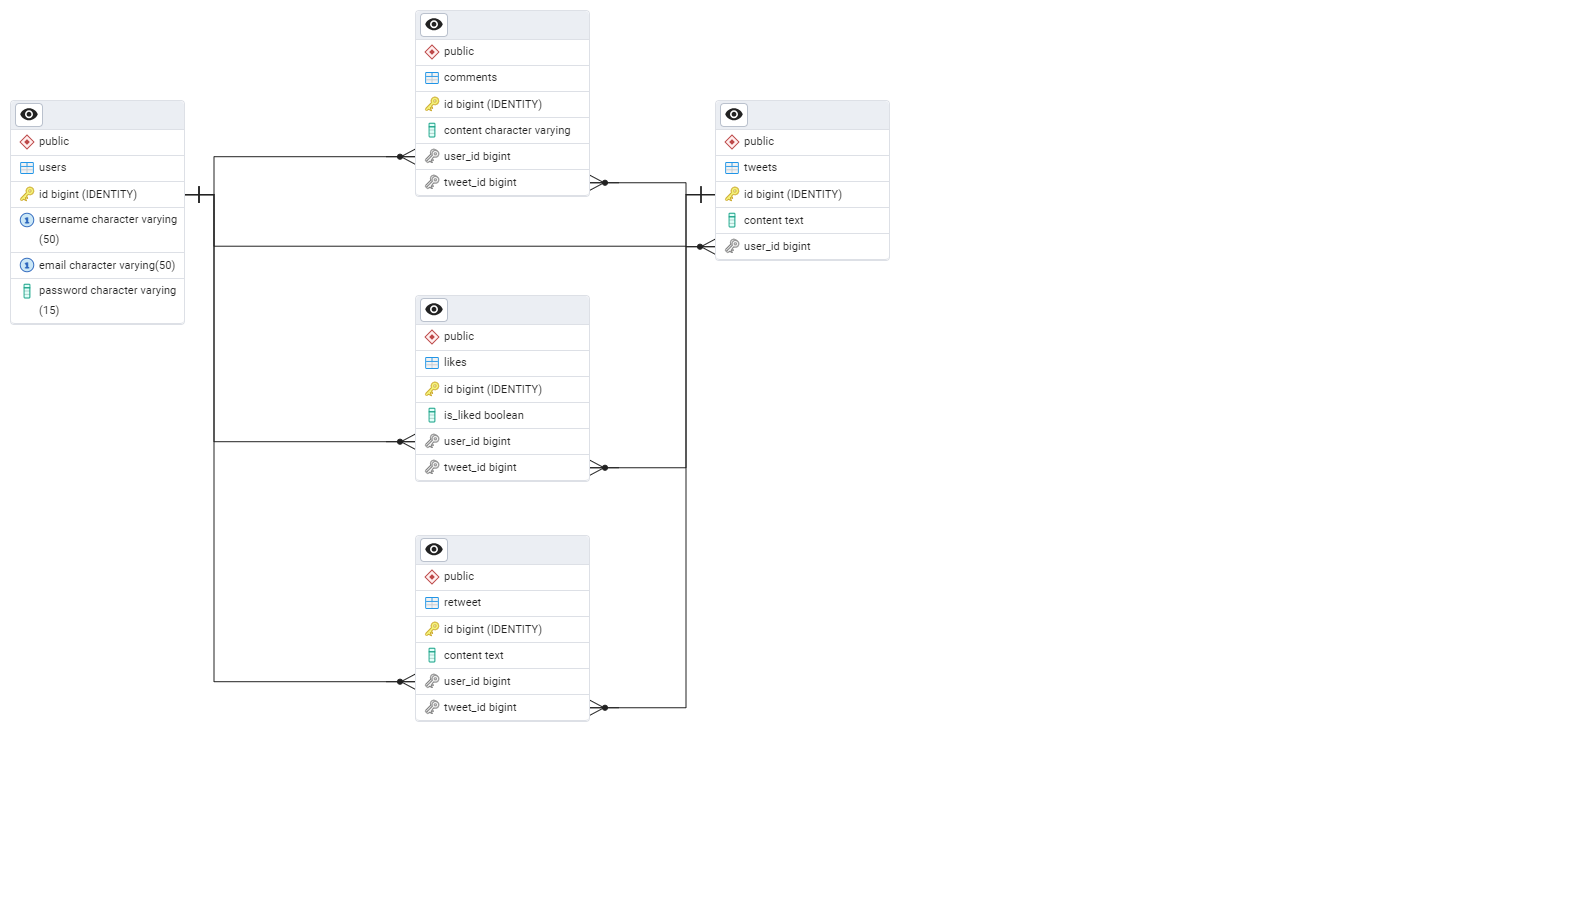 public
users
id bigint (IDENTITY)
username character varying
(50)
email character varying(50)
password character varying
(15)
public
comments
id bigint (IDENTITY)
content character varying
user_id bigint
tweet_id bigint
public
tweets
id bigint (IDENTITY)
content text
user_id bigint
public
likes
id bigint (IDENTITY)
is_liked boolean
user_id bigint
tweet_id bigint
public
retweet
id bigint (IDENTITY)
content text
user_id bigint
tweet_id bigint